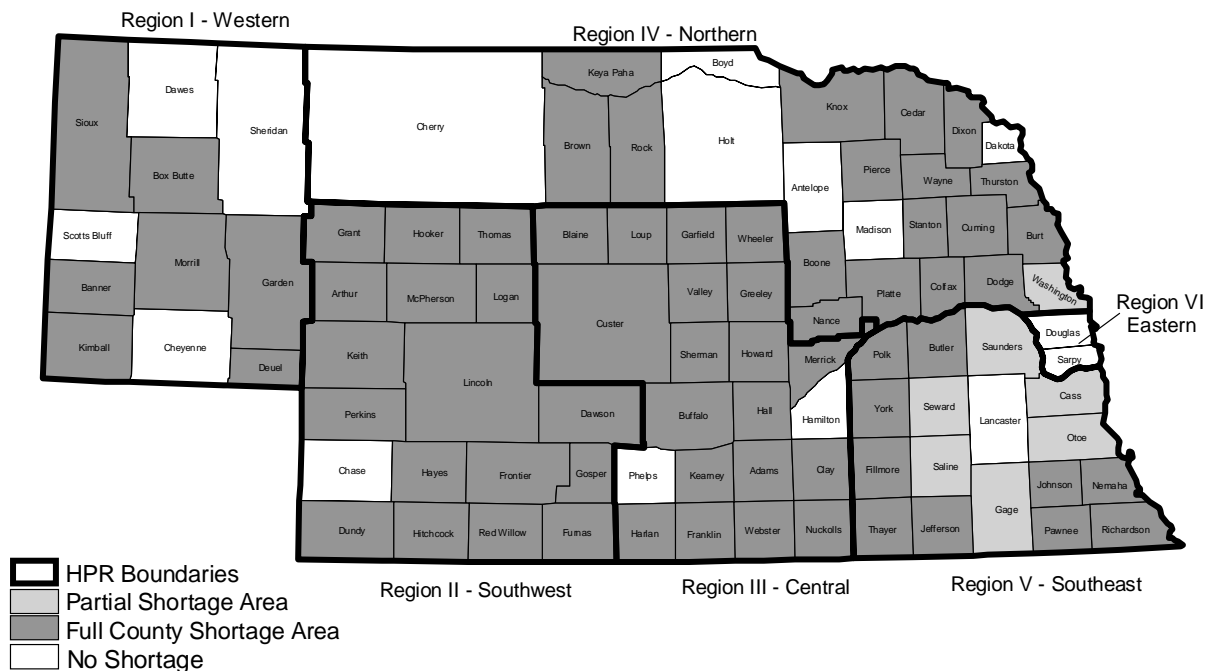 Region I - Western
Region IV - Northern
Boyd
Keya Paha
Dawes
Knox
Cedar
Sioux
Sheridan
Cherry
Dixon
Brown
Rock
Holt
Dakota
Box Butte
Pierce
Antelope
Wayne
Thurston
Scotts Bluff
Grant
Hooker
Thomas
Blaine
Loup
Garfield
Wheeler
Madison
Stanton
Cuming
Burt
Morrill
Boone
Banner
Garden
Arthur
McPherson
Logan
Valley
Greeley
Platte
Colfax
Dodge
Washington
Region VI
Eastern
Custer
Nance
Kimball
Cheyenne
Deuel
Keith
Lincoln
Sherman
Howard
Merrick
Polk
Butler
Saunders
Douglas
Sarpy
Perkins
Dawson
Buffalo
Hall
Hamilton
York
Seward
Lancaster
Cass
Otoe
Chase
Hayes
Frontier
Gosper
Phelps
Kearney
Adams
Clay
Fillmore
Saline
Gage
Johnson
Nemaha
Dundy
Hitchcock
Red Willow
Furnas
Harlan
Franklin
Webster
Nuckolls
Thayer
Jefferson
Pawnee
Richardson
HPR Boundaries
Partial Shortage Area
Full County Shortage Area
No Shortage
Region II - Southwest
Region III - Central
Region V - Southeast